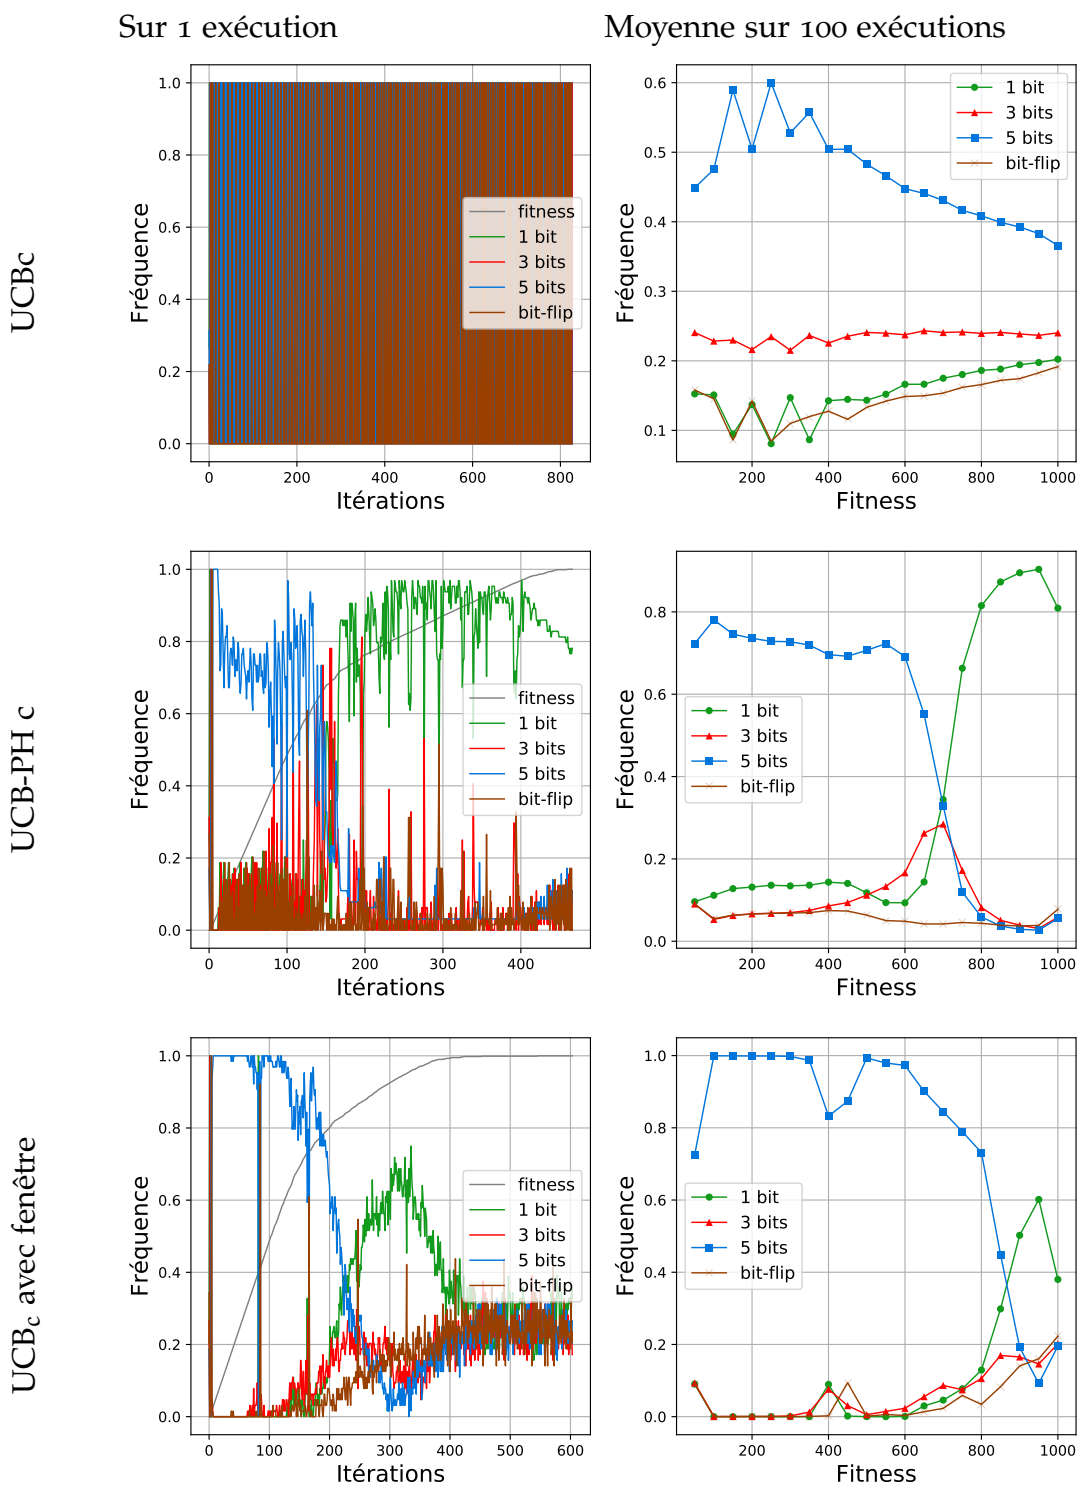 Sur 1 exécution
Moyenne sur 100 exécutions
UCBc
Fréquence
1.0
0.8
0.6
0.4
0.2
0.0
fitness
1 bit
3 bits
5 bits
bit-flip
0 200 400 600 800
Itérations
Fréquence
0.6
0.5
0.4
0.3
0.2
0.1
1 bit
3 bits
5 bits
bit-flip
200 400 600 800 1000
Fitness
UCB-PH c
Fréquence
1.0
0.8
0.6
0.4
0.2
0.0
fitness
1 bit
3 bits
5 bits
bit-flip
0 100 200 300 400
Itérations
Fréquence
0.8
0.6
0.4
0.2
0.0
1 bit
3 bits
5 bits
bit-flip
200 400 600 800 1000
Fitness
UCBc avec fenêtre
Fréquence
1.0
0.8
0.6
0.4
0.2
0.0
fitness
1 bit
3 bits
5 bits
bit-flip
0 100 200 300 400 500 600
Itérations
Fréquence
1.0
0.8
0.6
0.4
0.2
0.0
1 bit
3 bits
5 bits
bit-flip
200 400 600 800 1000
Fitness